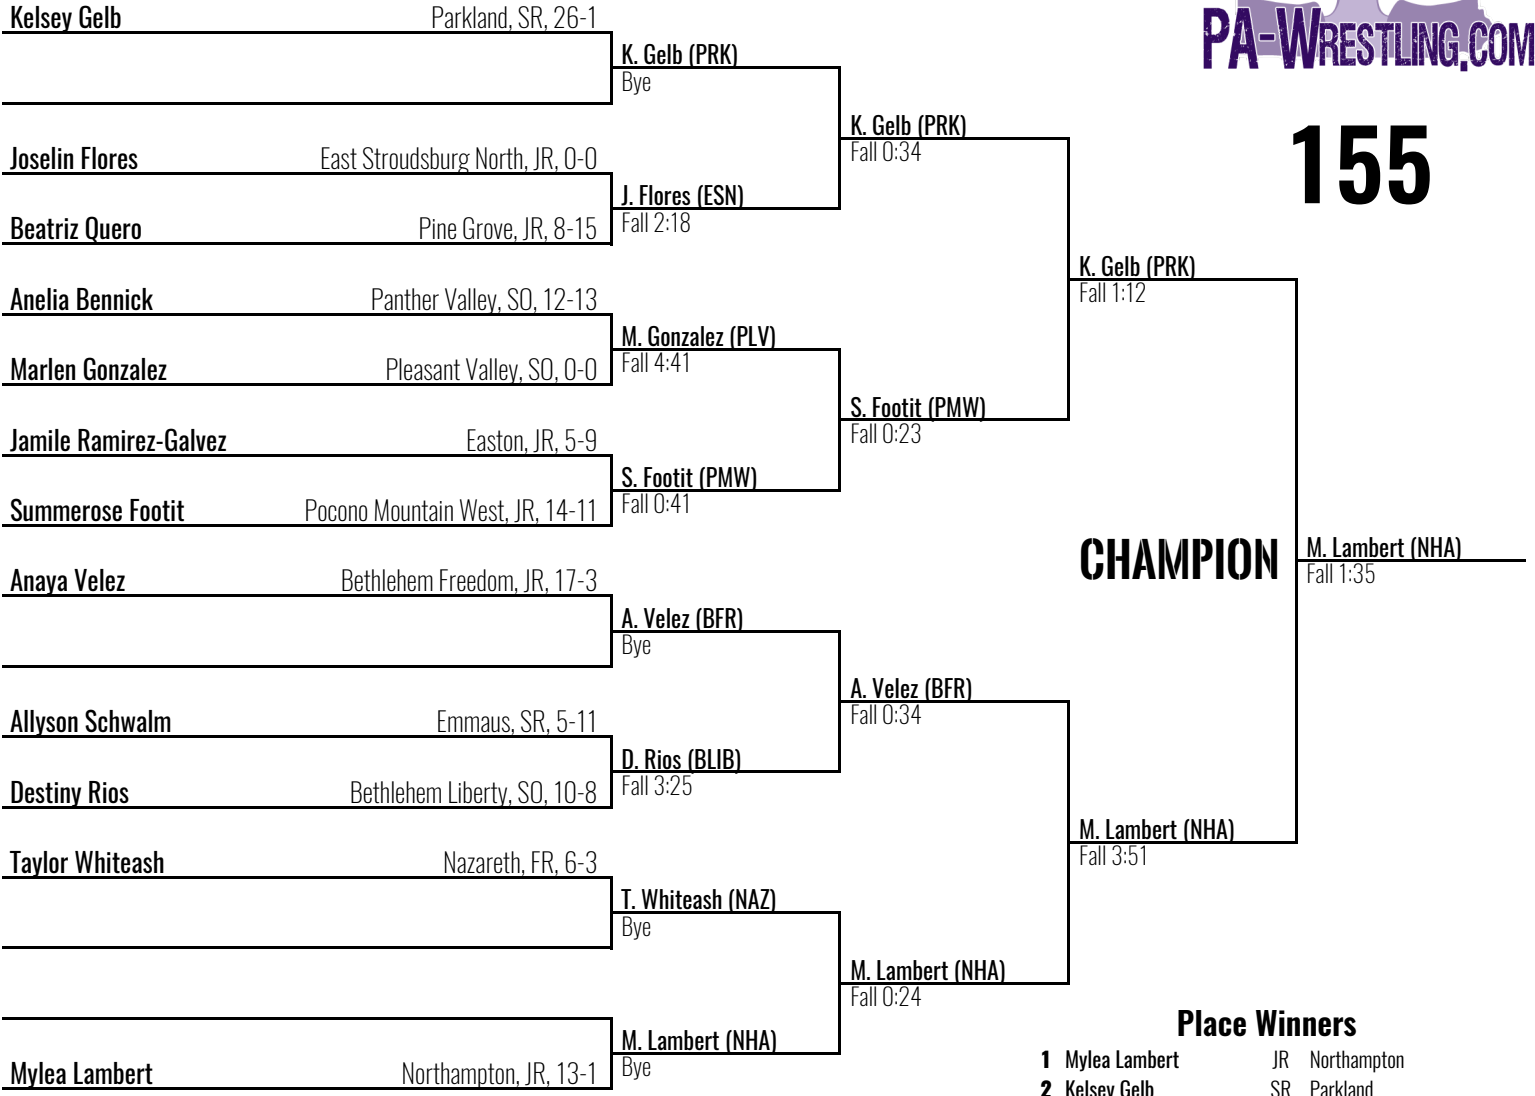 PA-WRESTLING.COM
155
Kelsey Gelb Parkland, SR, 26-1
Joselin Flores East Stroudsburg North, JR, 0-0
Beatriz Quero Pine Grove, JR, 8-15
Anelia Bennick Panther Valley, SO, 12-13
Marlen Gonzalez Pleasant Valley, SO, 0-0
Jamile Ramirez-Galvez Easton, JR, 5-9
Summerose Footit Pocono Mountain West, JR, 14-11
Anaya Velez Bethlehem Freedom, JR, 17-3
Allyson Schwalm Emmaus, SR, 5-11
Destiny Rios Bethlehem Liberty, SO, 10-8
Taylor Whiteash Nazareth, FR, 6-3
Mylea Lambert Northampton, JR, 13-1
K. Gelb (PRK)
Bye
J. Flores (ESN)
Fall 2:18
M. Gonzalez (PLV)
Fall 4:41
S. Footit (PMW)
Fall 0:41
A. Velez (BFR)
Bye
D. Rios (BLIB)
Fall 3:25
T. Whiteash (NAZ)
Bye
M. Lambert (NHA)
Bye
K. Gelb (PRK)
Fall 0:34
S. Footit (PMW)
Fall 0:23
A. Velez (BFR)
Fall 0:34
M. Lambert (NHA)
Fall 0:24
K. Gelb (PRK)
Fall 1:12
M. Lambert (NHA)
Fall 3:51
CHAMPION
M. Lambert (NHA)
Fall 1:35
Place Winners
1 Mylea Lambert JR Northampton
2 Kelsey Gelb SR Parkland